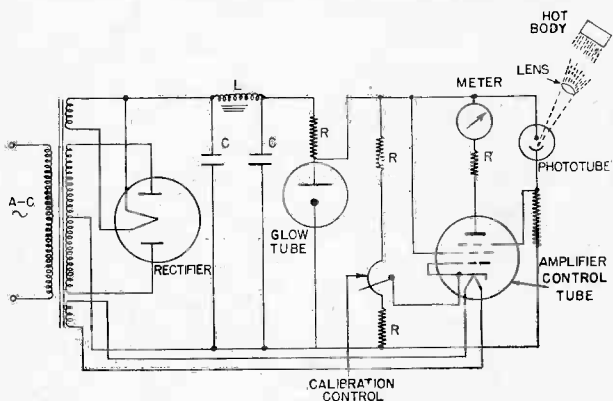 HOT
BODY
LENS
METER
L
C
C
R
R
R
PHOTOTUBE
A-C
GLOW
TUBE
RECTIFIER
AMPLIFIER
CONTROL
TUBE
R
CALIBRATION
CONTROL